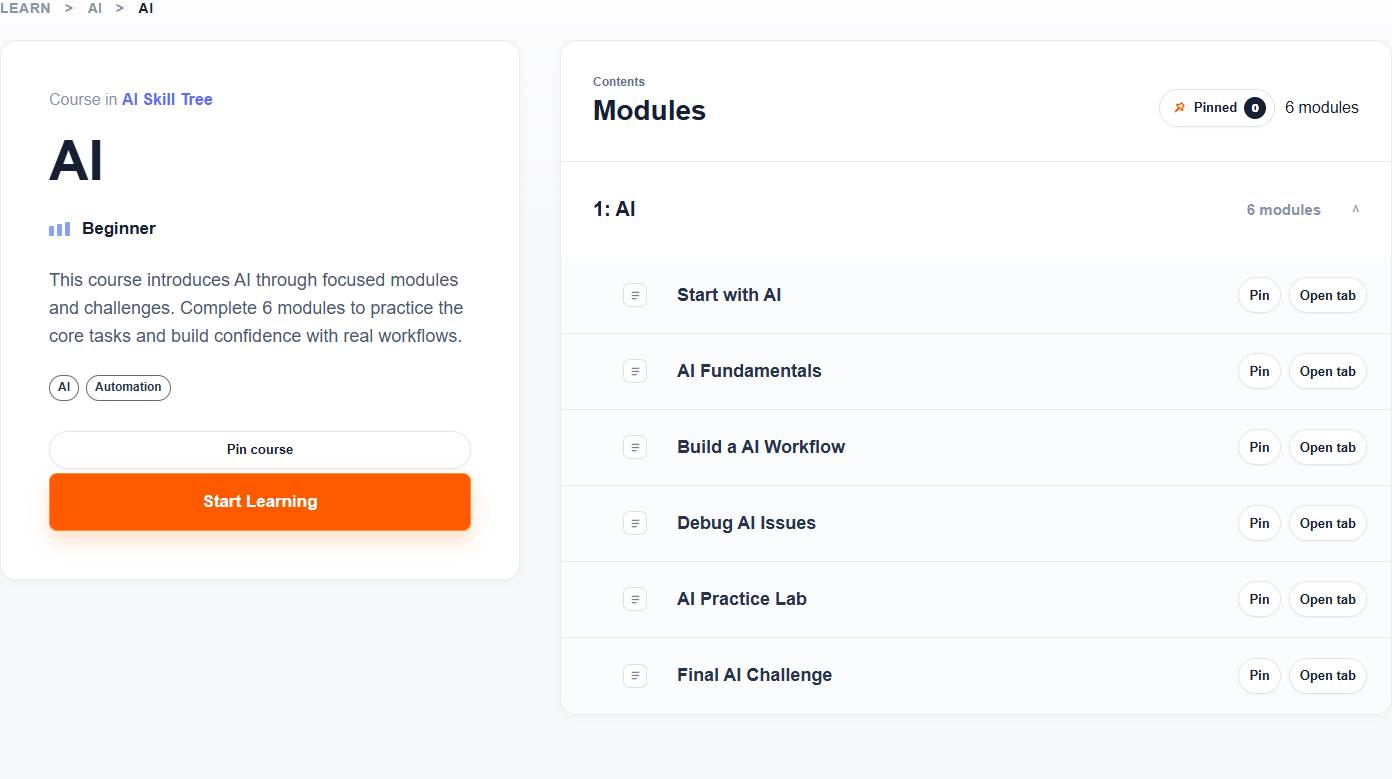 LEARN > AI > AI
Course in AI Skill Tree
AI
Beginner
This course introduces AI through focused modules
and challenges. Complete 6 modules to practice the
core tasks and build confidence with real workflows.
AI Automation
Pin course
Start Learning
Contents
Modules
Pinned 0 6 modules
1: AI 6 modules ^
Start with AI Pin Open tab
AI Fundamentals Pin Open tab
Build a AI Workflow Pin Open tab
Debug AI Issues Pin Open tab
AI Practice Lab Pin Open tab
Final AI Challenge Pin Open tab